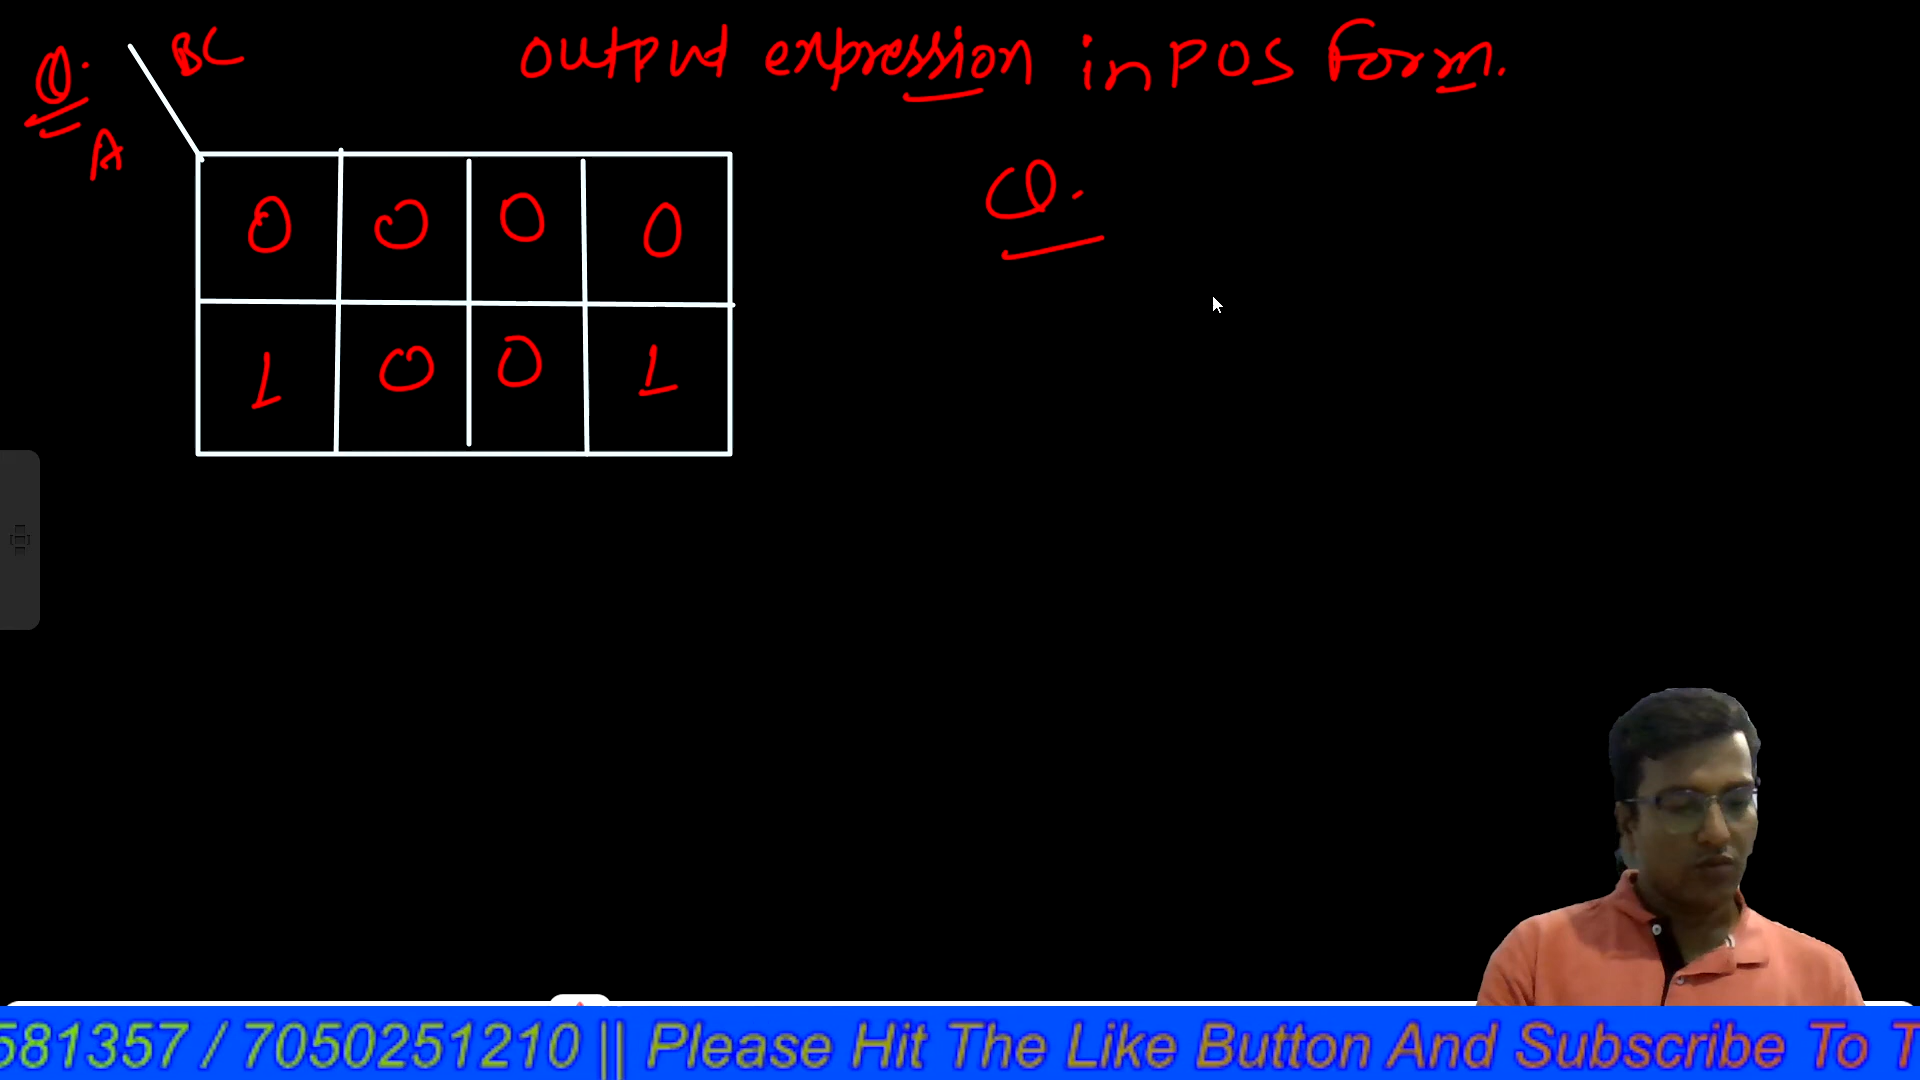 Q. BC output expression in POS form.
A
Q.
0 0 0 0
1 0 0 1
581357 / 7050251210 || Please Hit The Like Button And Subscribe To T